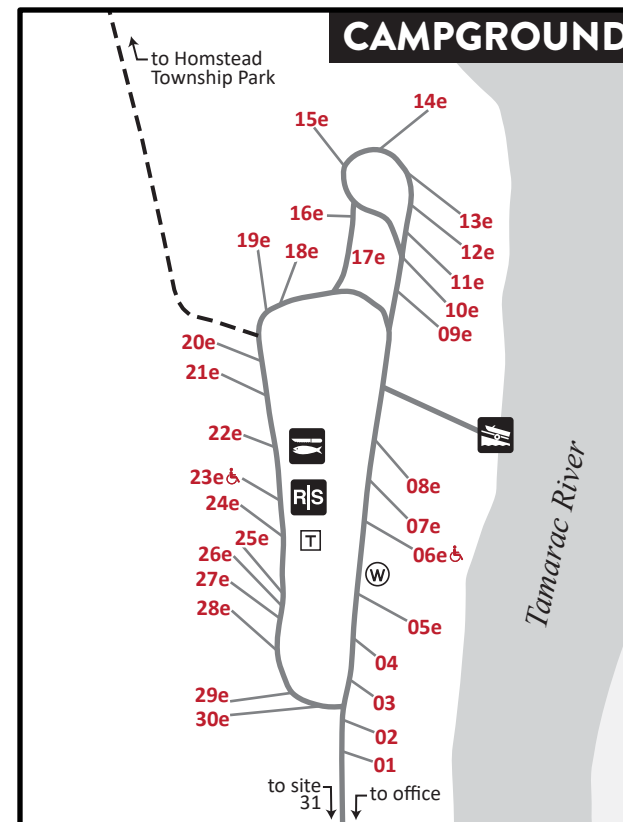 CAMPGROUND
to Homstead
Township Park
14e
15e
13e
16e
12e
19e
18e
17e
11e
10e
09e
20e
21e
22e
08e
23e
R|S
24e
07e
25e
T
06e
26e
W
27e
28e
05e
04
29e
03
30e
02
01
to site
31
to office
Tamarac River